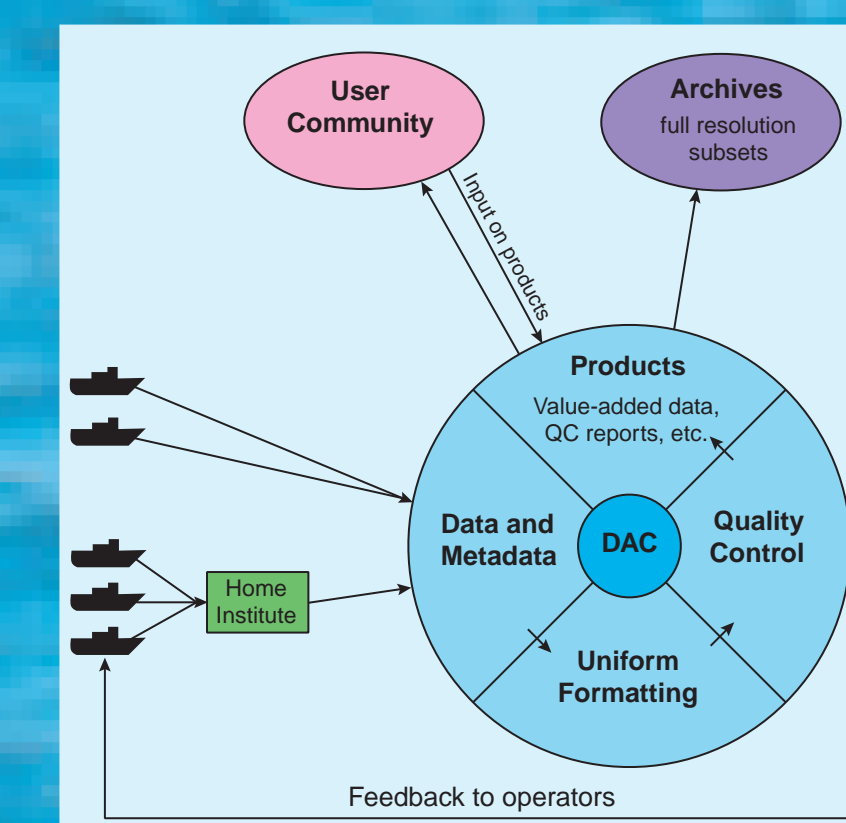 User
Community
Archives
full resolution
subsets
Input on products
Products
Value-added data,
QC reports, etc.
Data and
Metadata
DAC
Quality
Control
Home
Institute
Uniform
Formatting
Feedback to operators